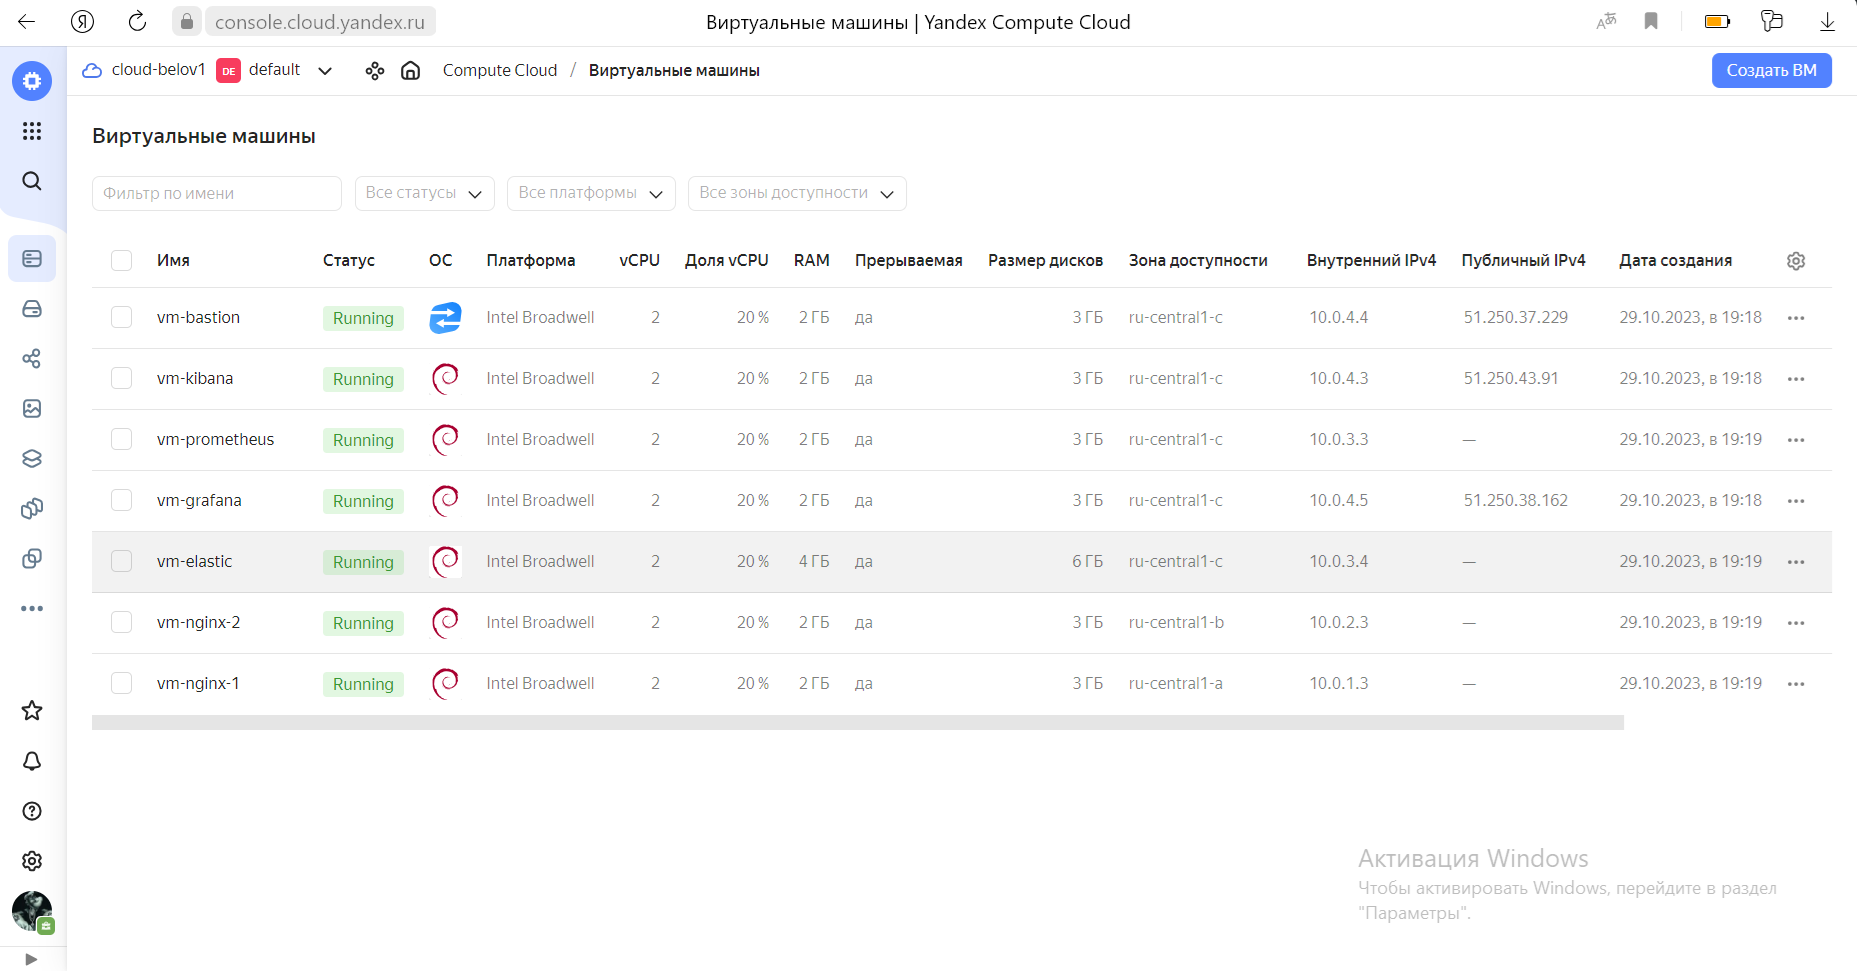 console.cloud.yandex.ru Виртуальные машины | Yandex Compute Cloud
cloud-belov1 DE default Compute Cloud / Виртуальные машины Создать ВМ
Виртуальные машины
Фильтр по имени Все статусы Все платформы Все зоны доступности
Имя Статус ОС Платформа vCPU Доля vCPU RAM Прерываемая Размер дисков Зона доступности Внутренний IPv4 Публичный IPv4 Дата создания
vm-bastion Running Intel Broadwell 2 20 % 2 ГБ да 3 ГБ ru-central1-c 10.0.4.4 51.250.37.229 29.10.2023, в 19:18
vm-kibana Running Intel Broadwell 2 20 % 2 ГБ да 3 ГБ ru-central1-c 10.0.4.3 51.250.43.91 29.10.2023, в 19:18
vm-prometheus Running Intel Broadwell 2 20 % 2 ГБ да 3 ГБ ru-central1-c 10.0.3.3 — 29.10.2023, в 19:19
vm-grafana Running Intel Broadwell 2 20 % 2 ГБ да 3 ГБ ru-central1-c 10.0.4.5 51.250.38.162 29.10.2023, в 19:18
vm-elastic Running Intel Broadwell 2 20 % 4 ГБ да 6 ГБ ru-central1-c 10.0.3.4 — 29.10.2023, в 19:19
vm-nginx-2 Running Intel Broadwell 2 20 % 2 ГБ да 3 ГБ ru-central1-b 10.0.2.3 — 29.10.2023, в 19:19
vm-nginx-1 Running Intel Broadwell 2 20 % 2 ГБ да 3 ГБ ru-central1-a 10.0.1.3 — 29.10.2023, в 19:19
Активация Windows
Чтобы активировать Windows, перейдите в раздел
"Параметры".